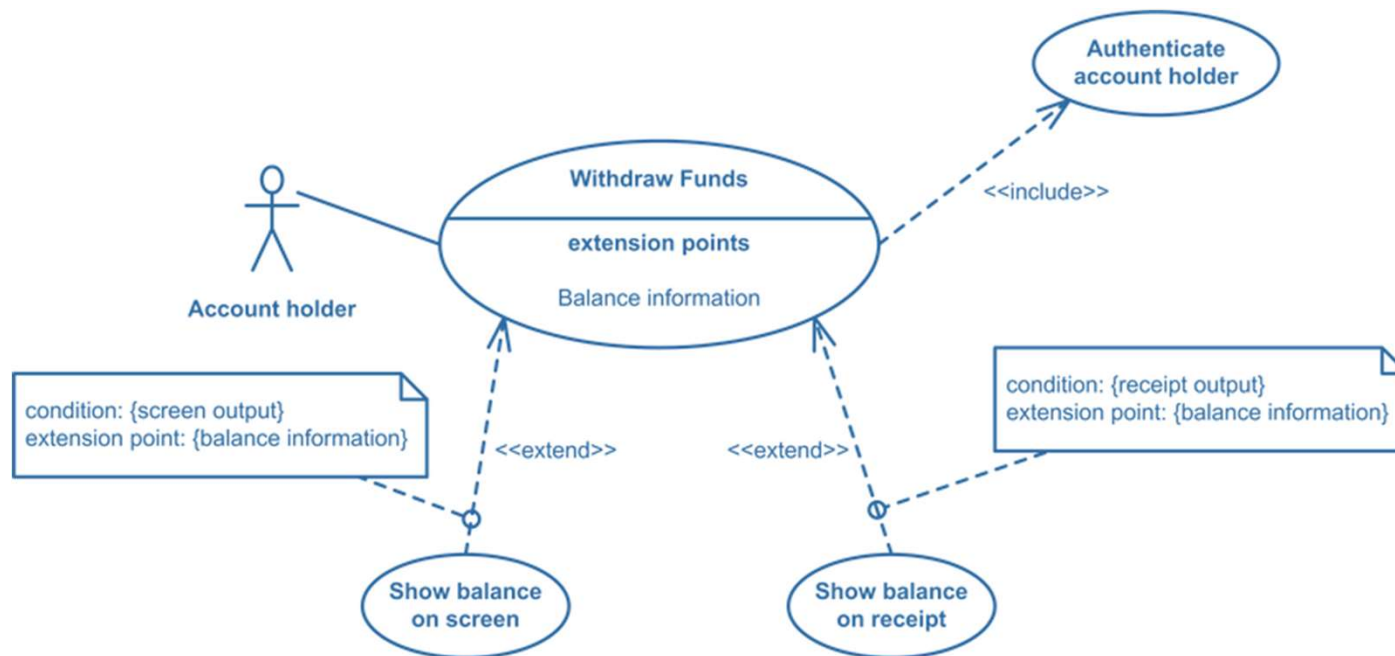 Authenticate
account holder
Withdraw Funds
<<include>>
extension points
Balance information
Account holder
condition: {screen output}
extension point: {balance information}
condition: {receipt output}
extension point: {balance information}
<<extend>>
<<extend>>
Show balance
on screen
Show balance
on receipt